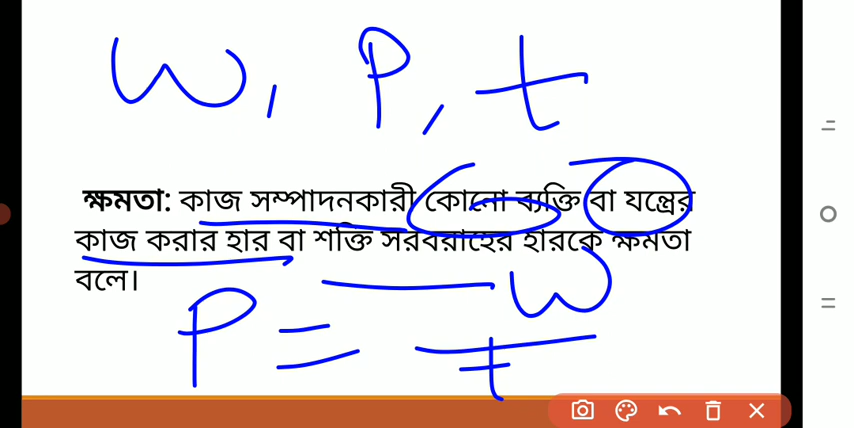 W, P, t
ক্ষমতা: কাজ সম্পাদনকারী কোনো ব্যক্তি বা যন্ত্রের
কাজ করার হার বা শক্তি সরবরাহের হারকে ক্ষমতা
বলে।
P = W
t